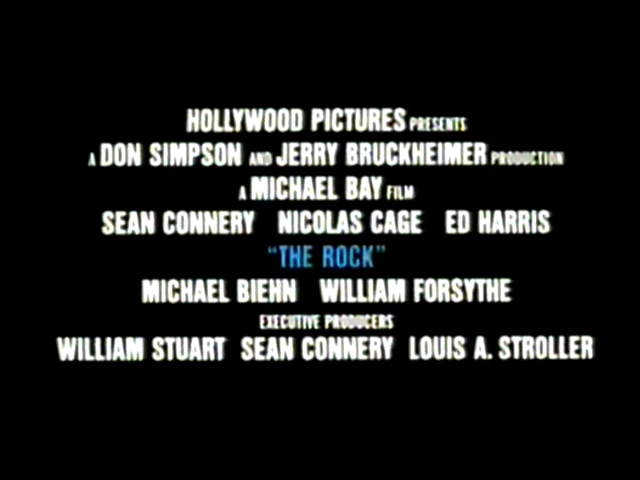 HOLLYWOOD PICTURES PRESENTS
A DON SIMPSON AND JERRY BRUCKHEIMER PRODUCTION
A MICHAEL BAY FILM
SEAN CONNERY NICOLAS CAGE ED HARRIS
"THE ROCK"
MICHAEL BIEHN WILLIAM FORSYTHE
EXECUTIVE PRODUCERS
WILLIAM STUART SEAN CONNERY LOUIS A. STROLLER